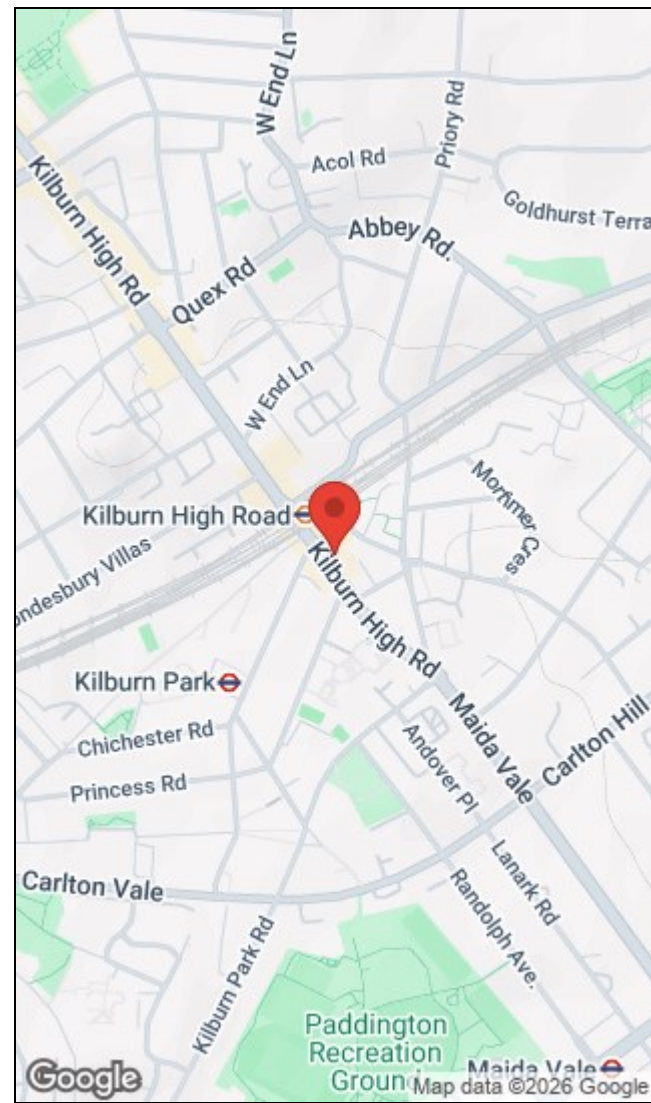 W End Ln
Acol Rd
Priory Rd
Goldhurst Terra
Kilburn High Rd
Abbey Rd.
Quex Rd
W End Ln
Mortimer Cres
Kilburn High Road
ondesbury Villas
Kilburn High Rd
Kilburn Park
Maida Vale
Carlton Hill
Chichester Rd
Andover Pl
Princess Rd
Lanark Rd
Carlton Vale
Randolph Ave.
Kilburn Park Rd
Paddington
Recreation
Ground
Maida Vale
Google
Map data ©2026 Google